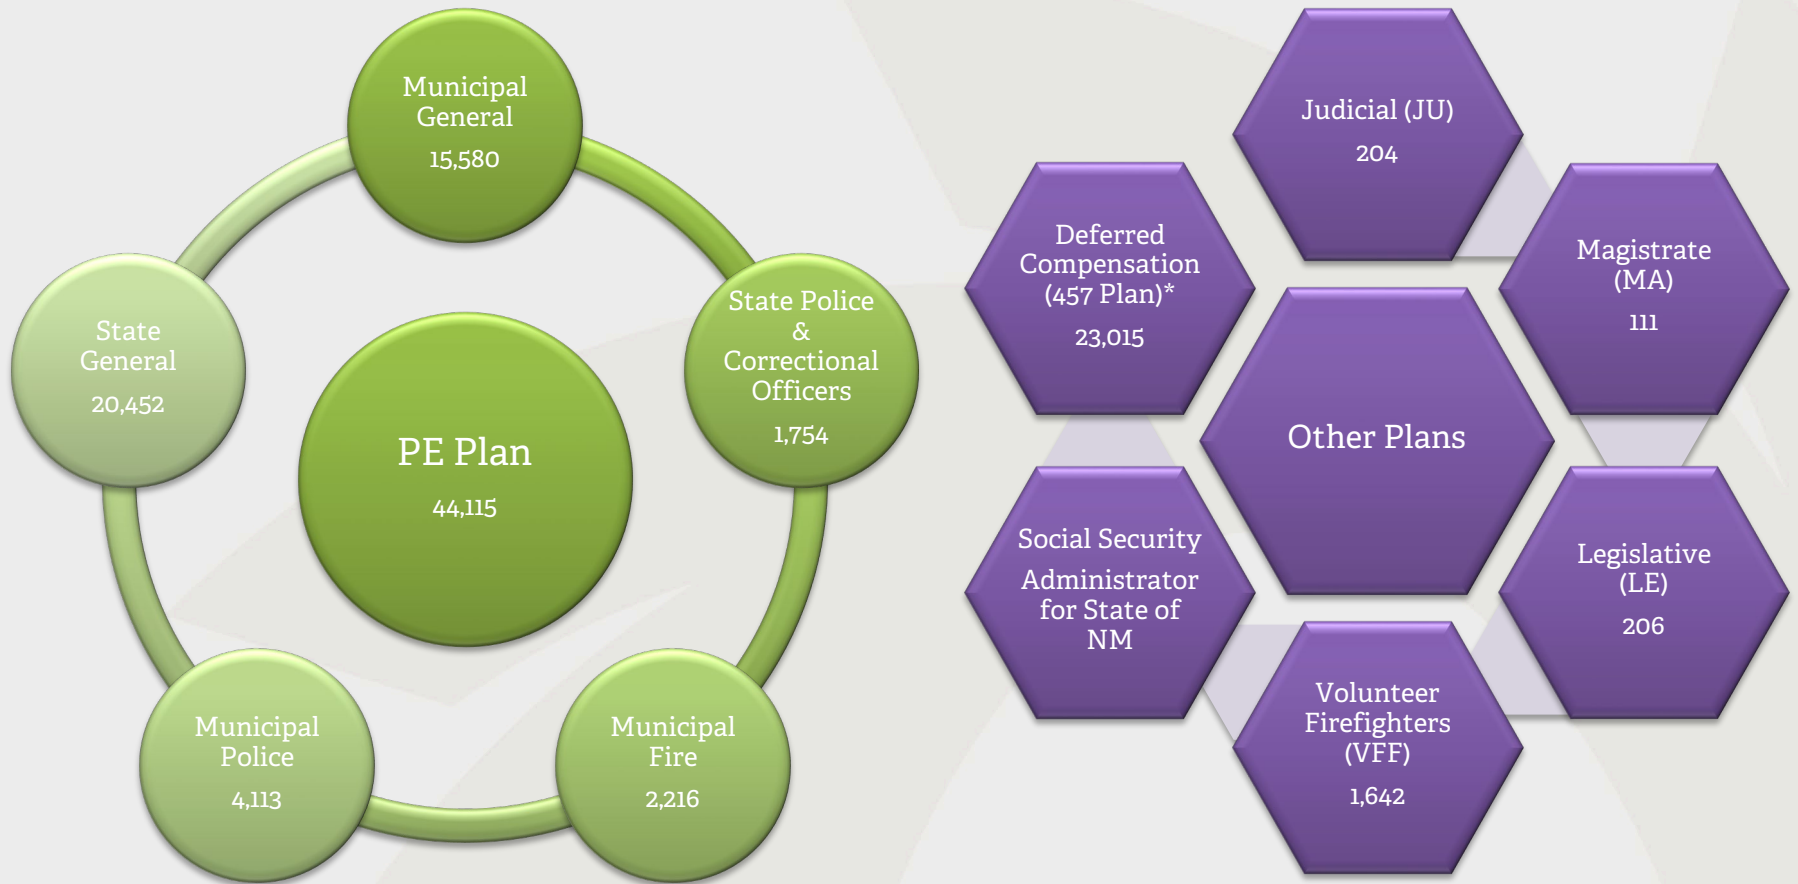 Municipal
General
15,580
State Police
&
Correctional
Officers
1,754
Municipal
Fire
2,216
Municipal
Police
4,113
State
General
20,452
PE Plan
44,115
Judicial (JU)
204
Magistrate
(MA)
111
Legislative
(LE)
206
Volunteer
Firefighters
(VFF)
1,642
Social Security
Administrator
for State of
NM
Deferred
Compensation
(457 Plan)*
23,015
Other Plans